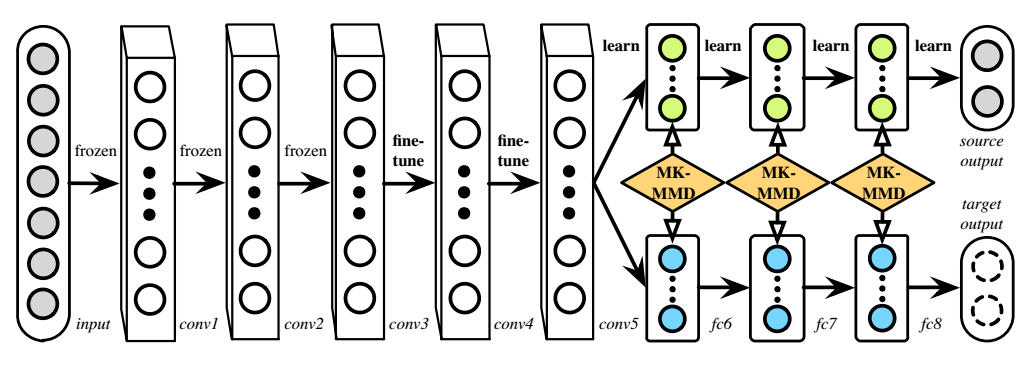 learn learn learn learn
frozen frozen frozen fine-
tune fine-
tune
MK-
MMD MK-
MMD MK-
MMD
source
output
target
output
input conv1 conv2 conv3 conv4 conv5 fc6 fc7 fc8